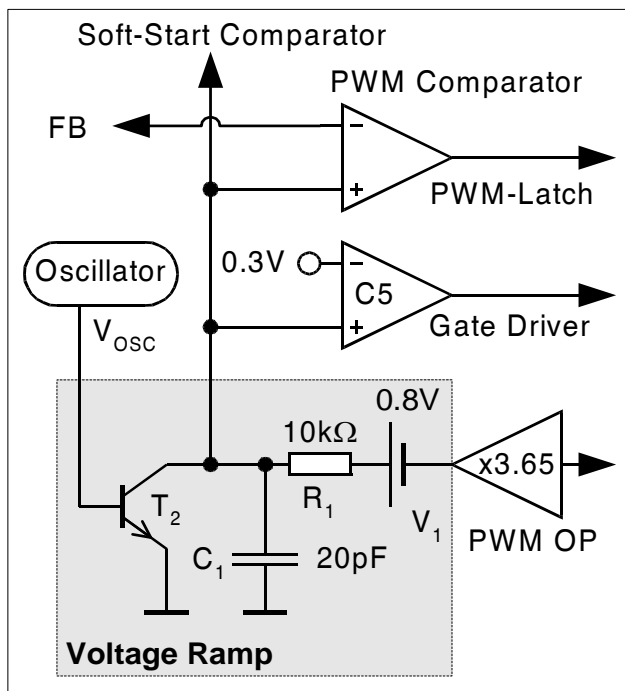 Soft-Start Comparator
PWM Comparator
FB
−
+
PWM-Latch
Oscillator
0.3V
−
C5
+
Gate Driver
VOSC
0.8V
10kΩ
x3.65
T2
R1
V1
PWM OP
C1
20pF
Voltage Ramp